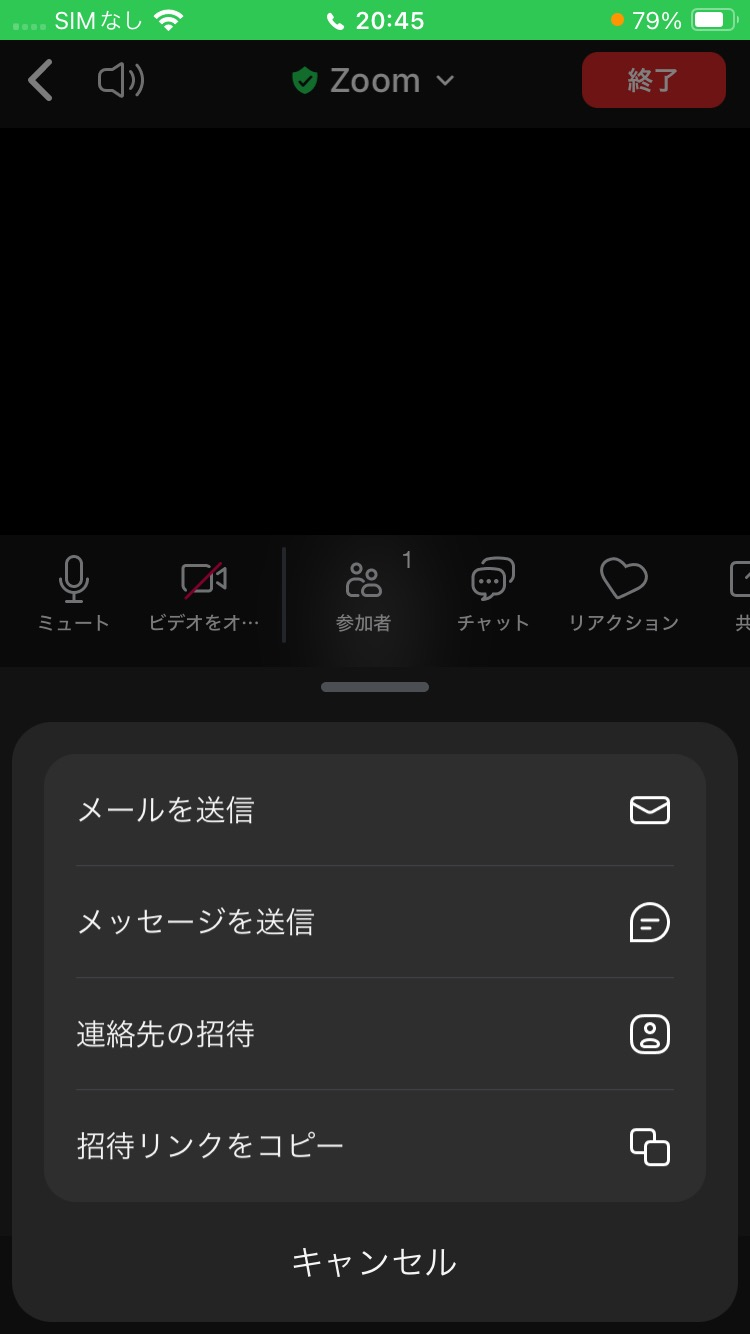 SIMなし 20:45 79%
Zoom 終了
1
ミュート ビデオをオ… 参加者 チャット リアクション 共
メールを送信
メッセージを送信
連絡先の招待
招待リンクをコピー
キャンセル